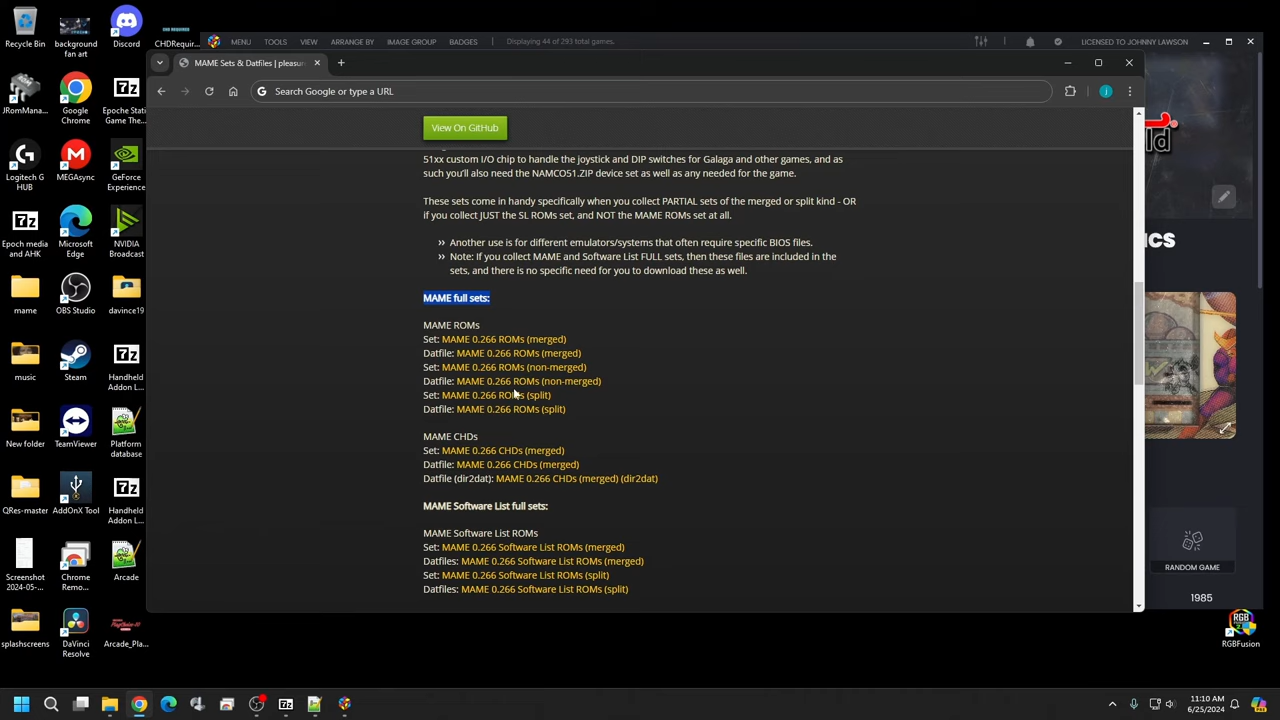 CHD REQUIRED
Recycle Bin
background fan art
Discord
CHDRequir...
MENU
TOOLS
VIEW
ARRANGE BY
IMAGE GROUP
BADGES
Displaying 44 of 293 total games.
LICENSED TO JOHNNY LAWSON
MAME Sets & Datfiles | pleasur
Search Google or type a URL
JRomMana...
Google Chrome
Epoche Stati Game The...
View On GitHub
51xx custom I/O chip to handle the joystick and DIP switches for Galaga and other games, and as
such you'll also need the NAMCO51.ZIP device set as well as any needed for the game.
These sets come in handy specifically when you collect PARTIAL sets of the merged or split kind - OR
if you collect JUST the SL ROMs set, and NOT the MAME ROMs set at all.
» Another use is for different emulators/systems that often require specific BIOS files.
» Note: If you collect MAME and Software List FULL sets, then these files are included in the
sets, and there is no specific need for you to download these as well.
MAME full sets:
MAME ROMs
Set: MAME 0.266 ROMs (merged)
Datfile: MAME 0.266 ROMs (merged)
Set: MAME 0.266 ROMs (non-merged)
Datfile: MAME 0.266 ROMs (non-merged)
Set: MAME 0.266 ROMs (split)
Datfile: MAME 0.266 ROMs (split)
MAME CHDs
Set: MAME 0.266 CHDs (merged)
Datfile: MAME 0.266 CHDs (merged)
Datfile (dir2dat): MAME 0.266 CHDs (merged) (dir2dat)
MAME Software List full sets:
MAME Software List ROMs
Set: MAME 0.266 Software List ROMs (merged)
Datfiles: MAME 0.266 Software List ROMs (merged)
Set: MAME 0.266 Software List ROMs (split)
Datfiles: MAME 0.266 Software List ROMs (split)
Logitech G HUB
MEGAsync
GeForce Experience
Epoch media and AHK
Microsoft Edge
NVIDIA Broadcast
mame
OBS Studio
davince19
music
Steam
Handheld Addon L...
New folder
TeamViewer
Platform database
QRes-master
AddOnX Tool
Handheld Addon L...
Screenshot 2024-05-...
Chrome Remo...
Arcade
splashscreens
DaVinci Resolve
Arcade_Pla...
ICS
RANDOM GAME
1985
RGB
RGBFusion
11:10 AM
6/25/2024